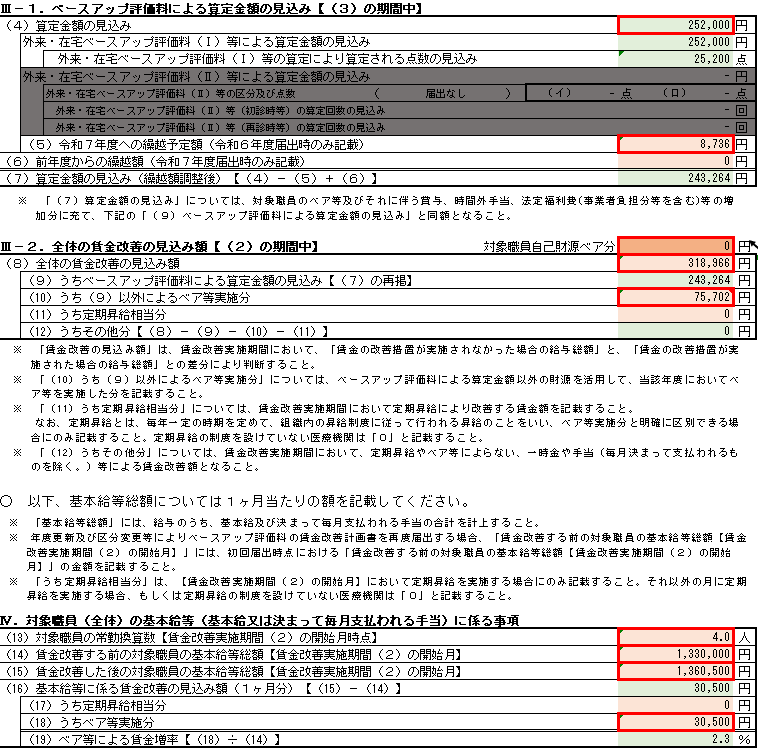 Ⅲ－１．ベースアップ評価料による算定金額の見込み【（３）の期間中】
（４）算定金額の見込み 252,000 円
外来・在宅ベースアップ評価料（Ⅰ）等による算定金額の見込み 252,000 円
外来・在宅ベースアップ評価料（Ⅰ）等の算定により算定される点数の見込み 25,200 点
外来・在宅ベースアップ評価料（Ⅱ）等による算定金額の見込み - 円
外来・在宅ベースアップ評価料（Ⅱ）等の区分及び点数 （ 届出なし ） （イ） - 点 （ロ） - 点
外来・在宅ベースアップ評価料（Ⅱ）等（初診時等）の算定回数の見込み - 回
外来・在宅ベースアップ評価料（Ⅱ）等（再診時等）の算定回数の見込み - 回
（５）令和７年度への繰越予定額（令和６年度届出時のみ記載） 8,736 円
（６）前年度からの繰越額（令和７年度届出時のみ記載） 0 円
（７）算定金額の見込み（繰越額調整後）【（４）－（５）＋（６）】 243,264 円
※　「（７）算定金額の見込み」については、対象職員のベア等及びそれに伴う賞与、時間外手当、法定福利費(事業者負担分等を含む)等の増
加分に充て、下記の「（９）ベースアップ評価料による算定金額の見込み」と同額となること。
Ⅲ－２．全体の賃金改善の見込み額【（２）の期間中】 対象職員自己財源ベア分 0 円
（８）全体の賃金改善の見込み額 318,966 円
（９）うちベースアップ評価料による算定金額の見込み【（７）の再掲】 243,264 円
（10）うち（９）以外によるベア等実施分 75,702 円
（11）うち定期昇給相当分 0 円
（12）うちその他分【（８）－（９）－（10）－（11）】 0 円
※　「賃金改善の見込み額」は、賃金改善実施期間において、「賃金の改善措置が実施されなかった場合の給与総額」と、「賃金の改善措置が実
施された場合の給与総額」との差分により判断すること。
※　「（10）うち（９）以外によるベア等実施分」については、ベースアップ評価料による算定金額以外の財源を活用して、当該年度においてベ
ア等を実施した分を記載すること。
※　「（11）うち定期昇給相当分」については、賃金改善実施期間において定期昇給により改善する賃金額を記載すること。
なお、定期昇給とは、毎年一定の時期を定めて、組織内の昇給制度に従って行われる昇給のことをいい、ベア等実施分と明確に区別できる場
合にのみ記載すること。定期昇給の制度を設けていない医療機関は「０」と記載すること。
※　「（12）うちその他分」については、賃金改善実施期間において、定期昇給やベア等によらない、一時金や手当（毎月決まって支払われるも
のを除く。）等による賃金改善額となること。
〇　以下、基本給等総額については１ヶ月当たりの額を記載してください。
※　「基本給等総額」には、給与のうち、基本給及び決まって毎月支払われる手当の合計を計上すること。
※　年度更新及び区分変更等によりベースアップ評価料の賃金改善計画書を再度届出する場合、「賃金改善する前の対象職員の基本給等総額【賃金
改善実施期間（２）の開始月】」には、初回届出時点における「賃金改善する前の対象職員の基本給等総額【賃金改善実施期間（２）の開始
月】」の金額を記載すること。
※　「うち定期昇給相当分」は、【賃金改善実施期間（２）の開始月】において定期昇給を実施する場合にのみ記載すること。それ以外の月に定期
昇給を実施する場合、もしくは定期昇給の制度を設けていない医療機関は「０」と記載すること。
Ⅳ．対象職員（全体）の基本給等（基本給又は決まって毎月支払われる手当）に係る事項
（13）対象職員の常勤換算数【賃金改善実施期間（２）の開始月時点】 4.0 人
（14）賃金改善する前の対象職員の基本給等総額【賃金改善実施期間（２）の開始月】 1,330,000 円
（15）賃金改善した後の対象職員の基本給等総額【賃金改善実施期間（２）の開始月】 1,360,500 円
（16）基本給等に係る賃金改善の見込み額（１ヶ月分）【（15）－（14）】 30,500 円
（17）うち定期昇給相当分 0 円
（18）うちベア等実施分 30,500 円
（19）ベア等による賃金増率【（18）÷（14）】 2.3 ％